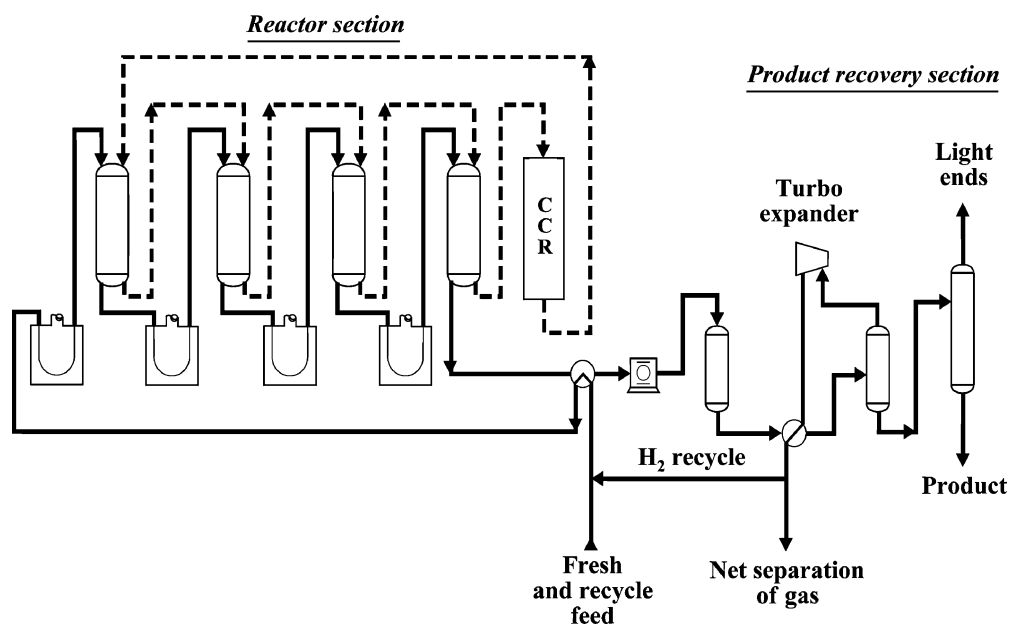 Reactor section
Product recovery section
Light
ends
Turbo
expander
C
C
R
H₂ recycle
Product
Fresh
and recycle
feed
Net separation
of gas